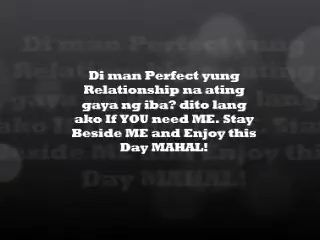 Di man Perfect yung
Relationship na ating
gaya ng iba? dito lang
ako If YOU need ME. Stay
Beside ME and Enjoy this
Day MAHAL!